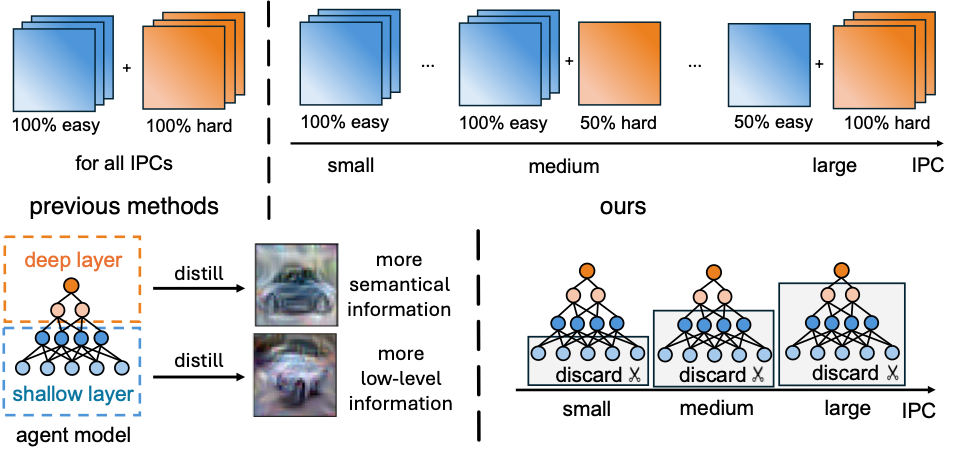 +
100% easy
100% hard
for all IPCs
previous methods
...
+
...
+
100% easy
100% easy
50% hard
50% easy
100% hard
small
medium
large
IPC
ours
deep layer
shallow layer
agent model
distill
more
semantical
information
distill
more
low-level
information
discard
discard
discard
small
medium
large
IPC